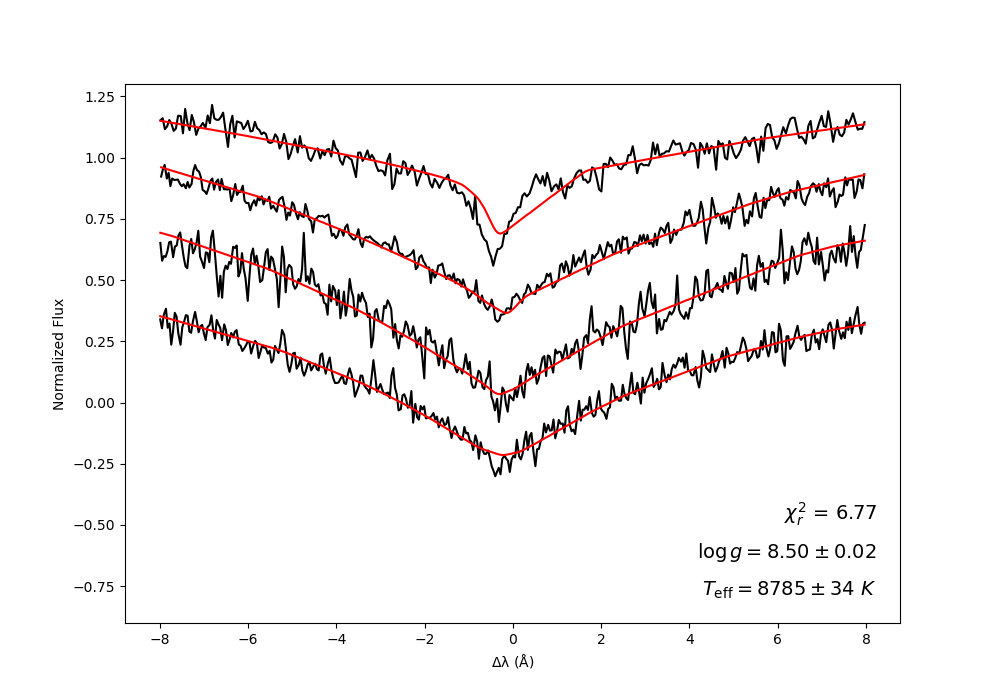 1.25
1.00
0.75
0.50
0.25
0.00
−0.25
−0.50
−0.75
Normalized Flux
χ²ᵣ = 6.77
log g = 8.50 ± 0.02
T_eff = 8785 ± 34 K
−8 −6 −4 −2 0 2 4 6 8
Δλ (Å)